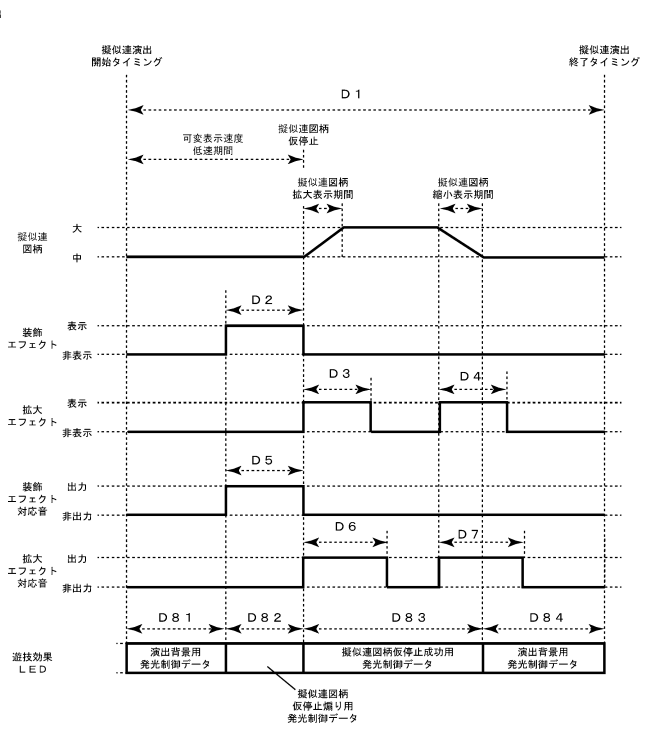 擬似連演出
開始タイミング
擬似連演出
終了タイミング
D1
可変表示速度
低速期間
擬似連図柄
仮停止
擬似連図柄
拡大表示期間
擬似連図柄
縮小表示期間
擬似連
図柄
大
中
D2
装飾
エフェクト
表示
非表示
D3
D4
拡大
エフェクト
表示
非表示
D5
装飾
エフェクト
対応音
出力
非出力
D6
D7
拡大
エフェクト
対応音
出力
非出力
D81
D82
D83
D84
遊技効果
LED
演出背景用
発光制御データ
擬似連図柄仮停止成功用
発光制御データ
演出背景用
発光制御データ
擬似連図柄
仮停止煽り用
発光制御データ